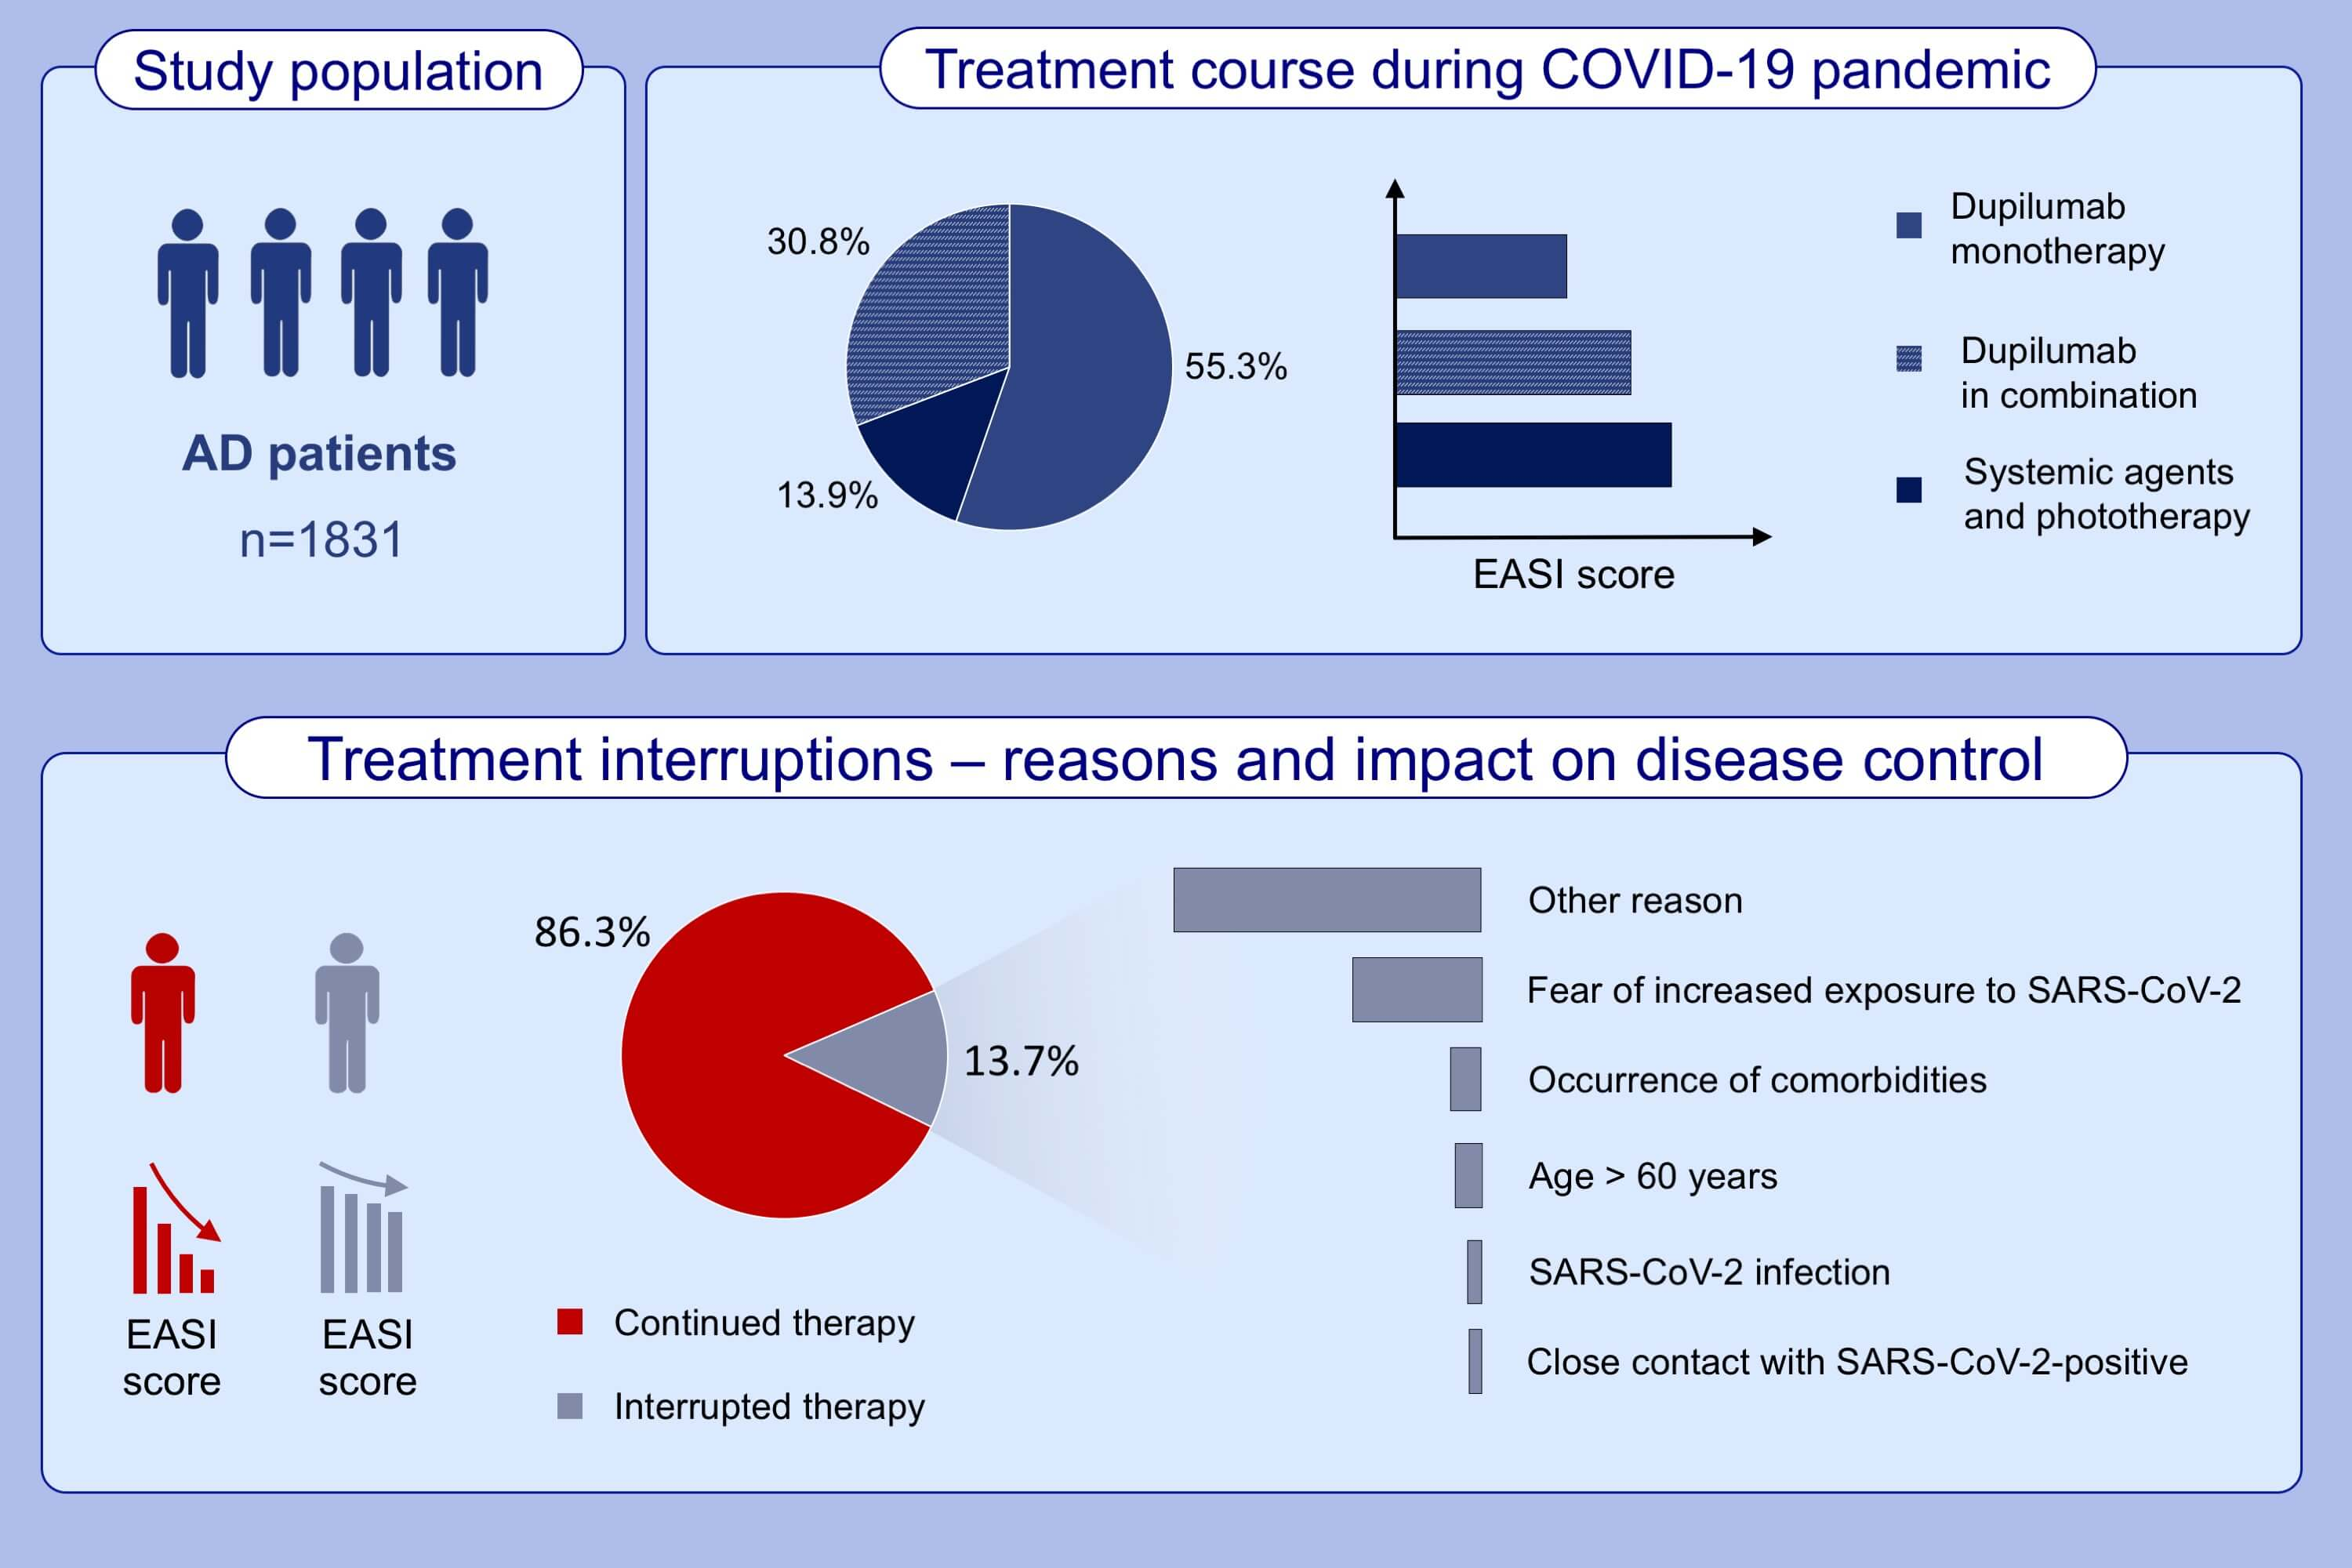 Study population
AD patients
n=1831
Treatment course during COVID-19 pandemic
30.8%
55.3%
13.9%
EASI score
Dupilumab
monotherapy
Dupilumab
in combination
Systemic agents
and phototherapy
Treatment interruptions – reasons and impact on disease control
EASI
score
EASI
score
86.3%
13.7%
Continued therapy
Interrupted therapy
Other reason
Fear of increased exposure to SARS-CoV-2
Occurrence of comorbidities
Age > 60 years
SARS-CoV-2 infection
Close contact with SARS-CoV-2-positive